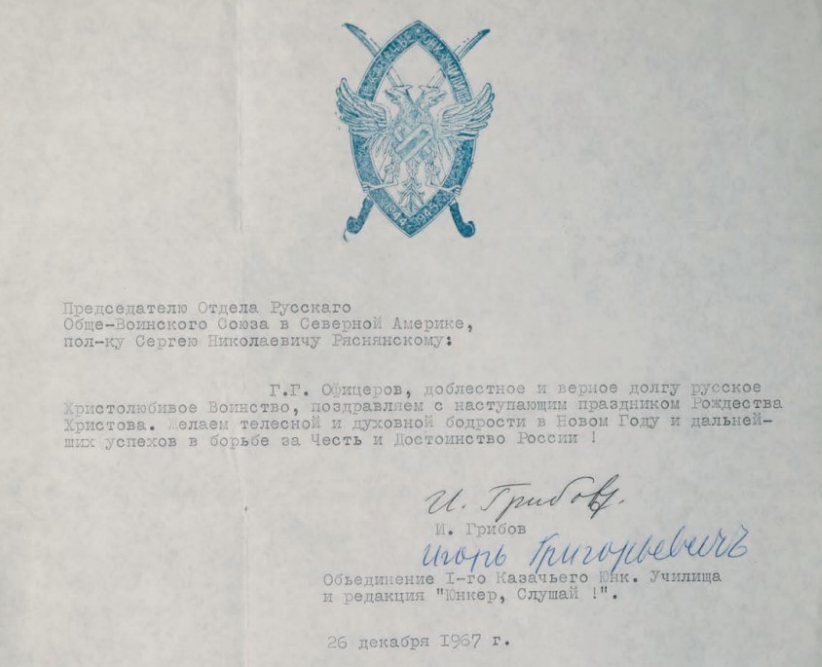 1944 1945
Председателю Отдела Русскаго
Обще-Воинского Союза в Северной Америке,
пол-ку Сергею Николаевичу Ряснянскому:
Г.Г. Офицеров, доблестное и верное долгу русское
Христолюбивое Воинство, поздравляем с наступающим праздником Рождества
Христова. Желаем телесной и духовной бодрости в Новом Году и дальней-
ших успехов в борьбе за Честь и Достоинство России !
И. Грибов.
И. Грибов
Игорь Григорьевичъ
Объединение I-го Казачьего Юнк. Училища
и редакция "Юнкер, Слушай !".
26 декабря 1967 г.